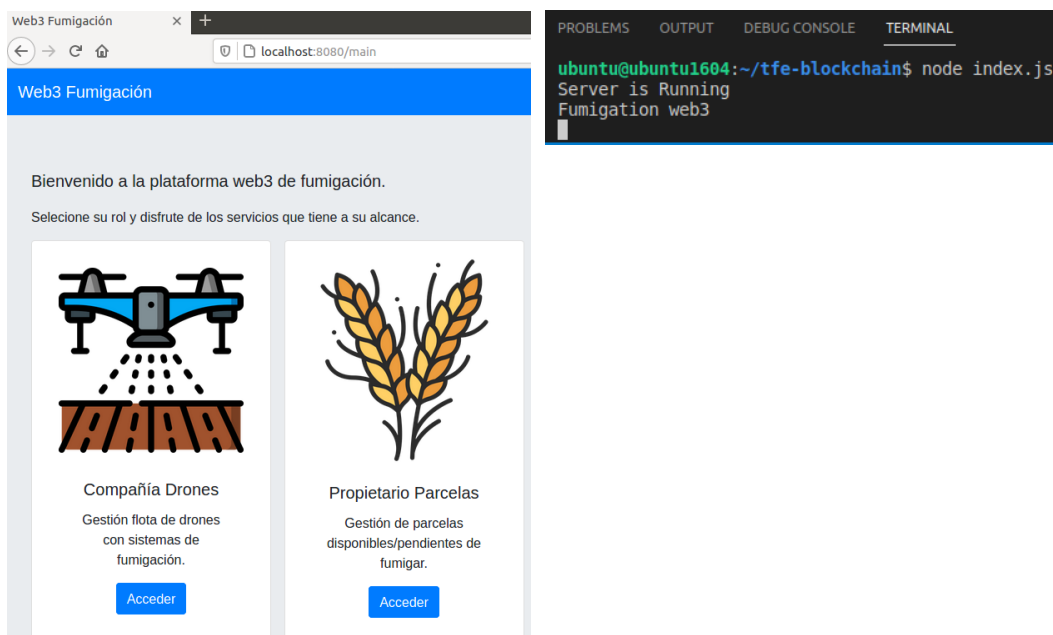 Web3 Fumigación
localhost:8080/main
Web3 Fumigación
Bienvenido a la plataforma web3 de fumigación.
Selecione su rol y disfrute de los servicios que tiene a su alcance.
Compañía Drones
Gestión flota de drones
con sistemas de
fumigación.
Acceder
Propietario Parcelas
Gestión de parcelas
disponibles/pendientes de
fumigar.
Acceder
PROBLEMS OUTPUT DEBUG CONSOLE TERMINAL
ubuntu@ubuntu1604:~/tfe-blockchain$ node index.js
Server is Running
Fumigation web3